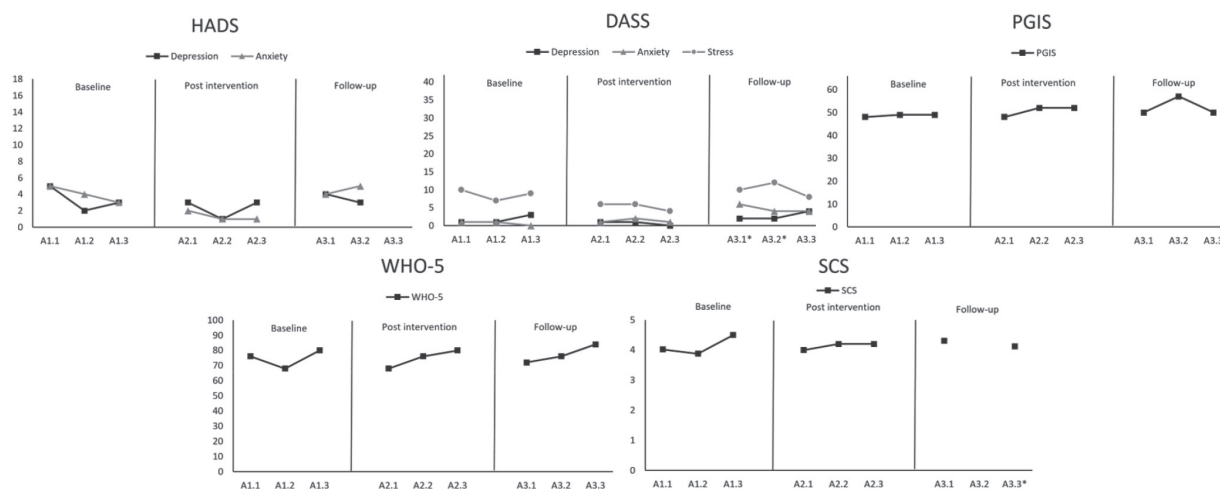 HADS
Depression Anxiety
18
16
14
12
10
8
6
4
2
0
Baseline
Post intervention
Follow-up
A1.1 A1.2 A1.3 A2.1 A2.2 A2.3 A3.1 A3.2 A3.3
DASS
Depression Anxiety Stress
40
35
30
25
20
15
10
5
0
Baseline
Post intervention
Follow-up
A1.1 A1.2 A1.3 A2.1 A2.2 A2.3 A3.1* A3.2* A3.3
PGIS
PGIS
60
50
40
30
20
10
0
Baseline
Post intervention
Follow-up
A1.1 A1.2 A1.3 A2.1 A2.2 A2.3 A3.1 A3.2 A3.3
WHO-5
WHO-5
100
90
80
70
60
50
40
30
20
10
0
Baseline
Post intervention
Follow-up
A1.1 A1.2 A1.3 A2.1 A2.2 A2.3 A3.1 A3.2 A3.3
SCS
SCS
5
4
3
2
1
0
Baseline
Post intervention
Follow-up
A1.1 A1.2 A1.3 A2.1 A2.2 A2.3 A3.1 A3.2 A3.3*